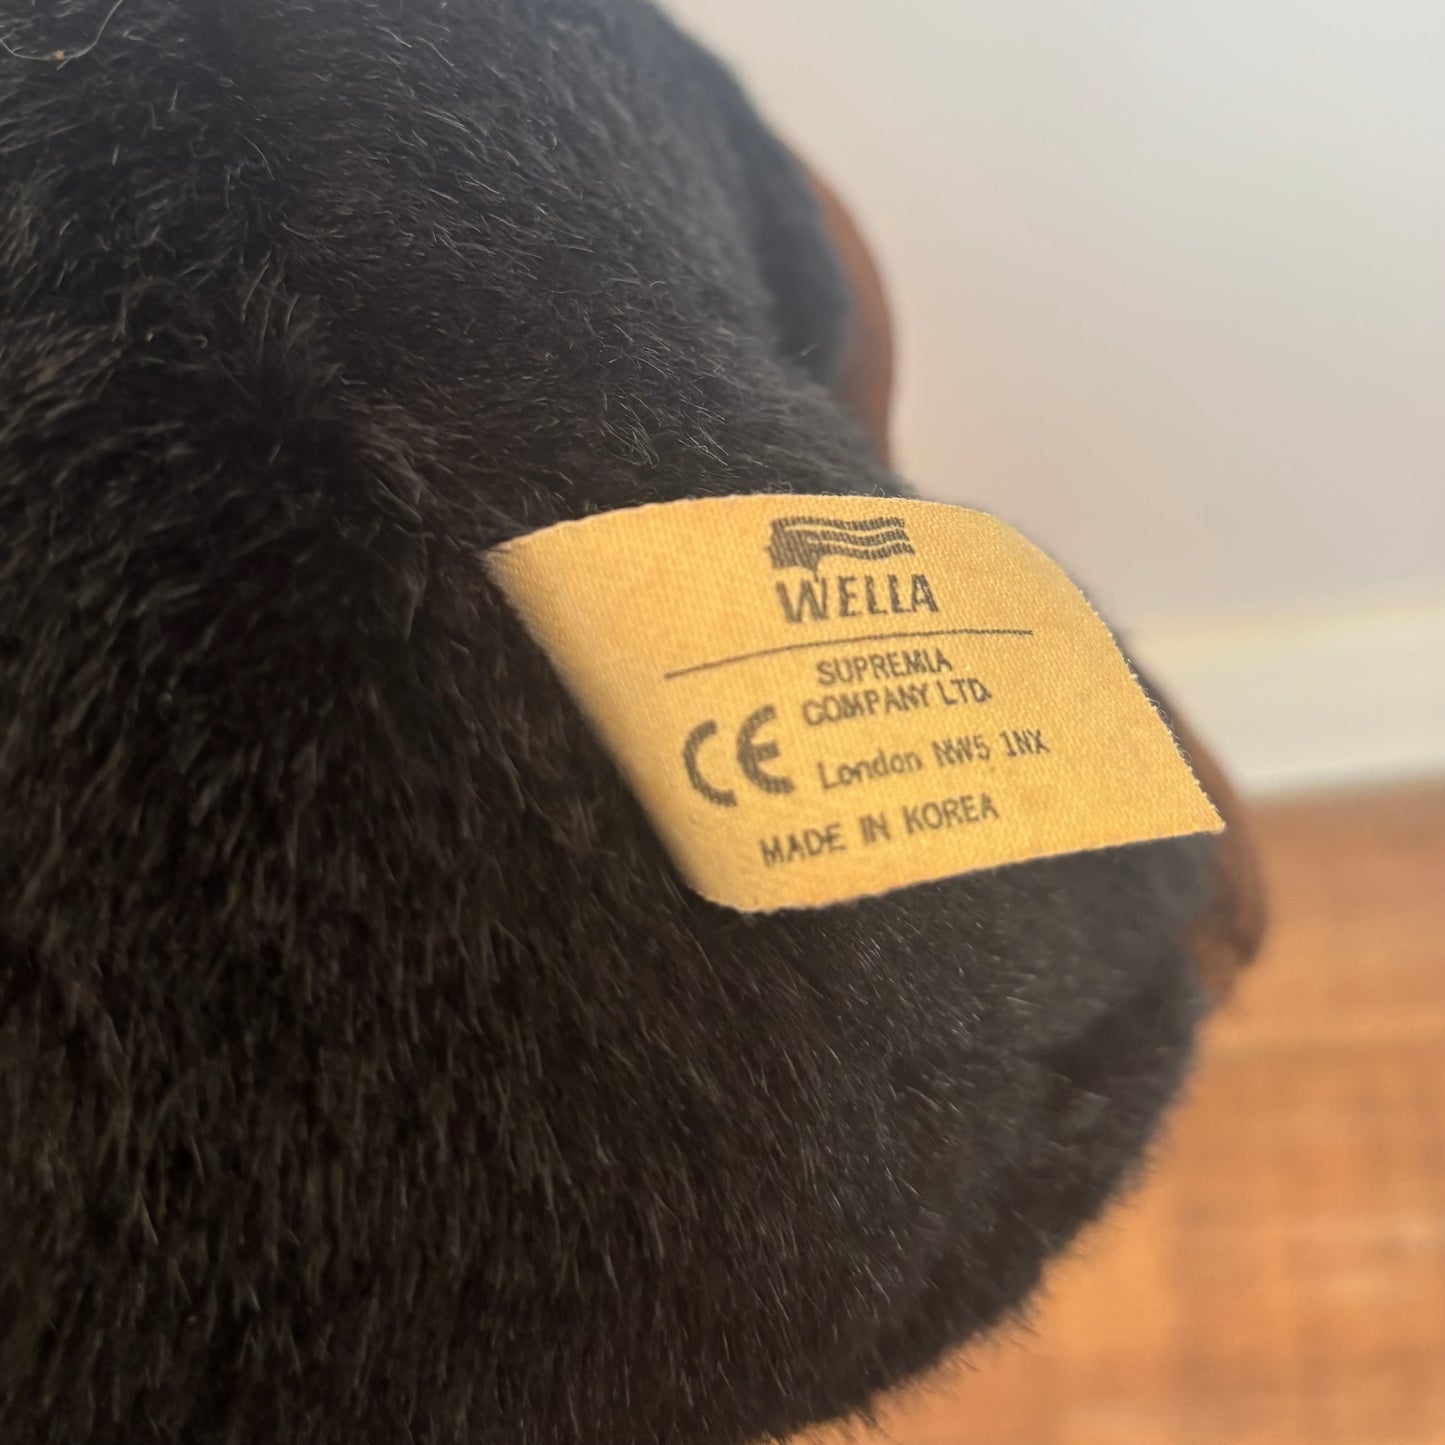 WELLA
SUPREMIA
COMPANY LTD.
CE
London NW5 1NX
MADE IN KOREA